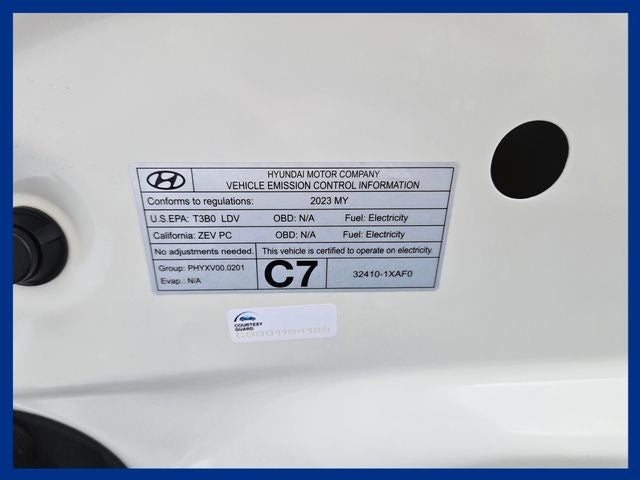 HYUNDAI MOTOR COMPANY
VEHICLE EMISSION CONTROL INFORMATION
Conforms to regulations: 2023 MY
U.S.EPA: T3B0 LDV OBD: N/A Fuel: Electricity
California: ZEV PC OBD: N/A Fuel: Electricity
No adjustments needed. This vehicle is certified to operate on electricity.
Group: PHYXV00.0201
Evap.: N/A
C7
32410-1XAF0
COURTESY
GUARD